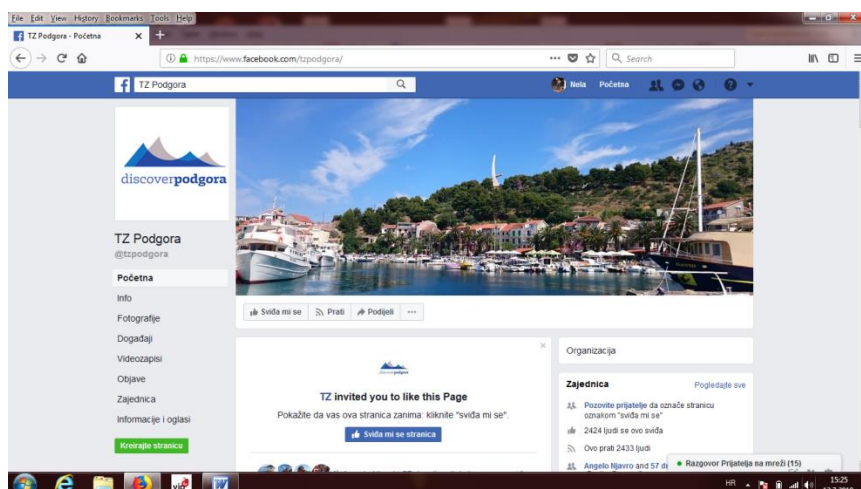 File Edit View History Bookmarks Tools Help
TZ Podgora - Početna
https://www.facebook.com/tzpodgora/
Search
TZ Podgora
Nela Početna
discoverpodgora
TZ Podgora
@tzpodgora
Početna
Info
Fotografije
Događaji
Videozapisi
Objave
Zajednica
Informacije i oglasi
Kreirajte stranicu
Sviđa mi se Prati Podijeli
TZ invited you to like this Page
Pokažite da vas ova stranica zanima: kliknite "sviđa mi se".
Sviđa mi se stranica
Organizacija
Zajednica Pogledajte sve
Pozovite prijatelje da označe stranicu
oznakom "sviđa mi se"
2424 ljudi se ovo sviđa
Ovo prati 2433 ljudi
Angelo Njavro and 57
Razgovor Prijatelja na mreži (15)
HR
15:25